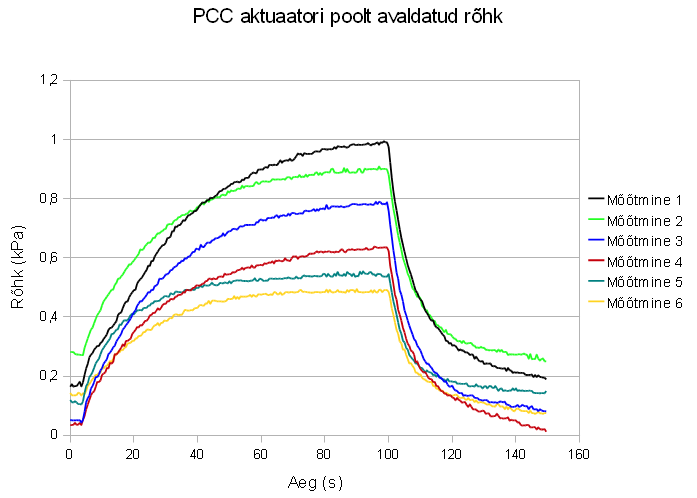 PCC aktuaatori poolt avaldatud rõhk
1,2
1
0,8
0,6
0,4
0,2
0
Rõhk (kPa)
0 20 40 60 80 100 120 140 160
Aeg (s)
Mõõtmine 1
Mõõtmine 2
Mõõtmine 3
Mõõtmine 4
Mõõtmine 5
Mõõtmine 6